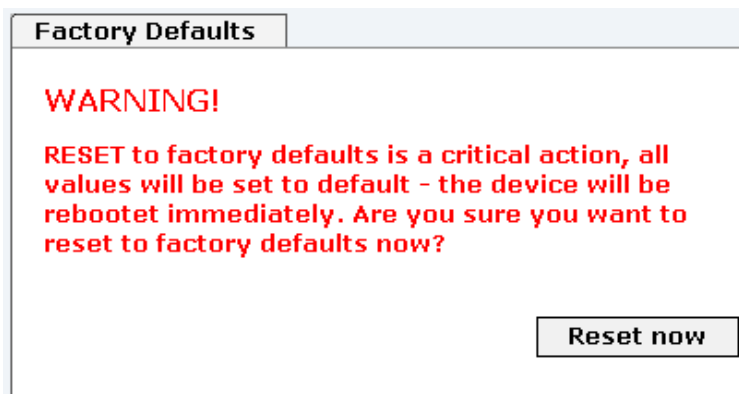 Factory Defaults
WARNING!
RESET to factory defaults is a critical action, all
values will be set to default - the device will be
rebootet immediately. Are you sure you want to
reset to factory defaults now?
Reset now